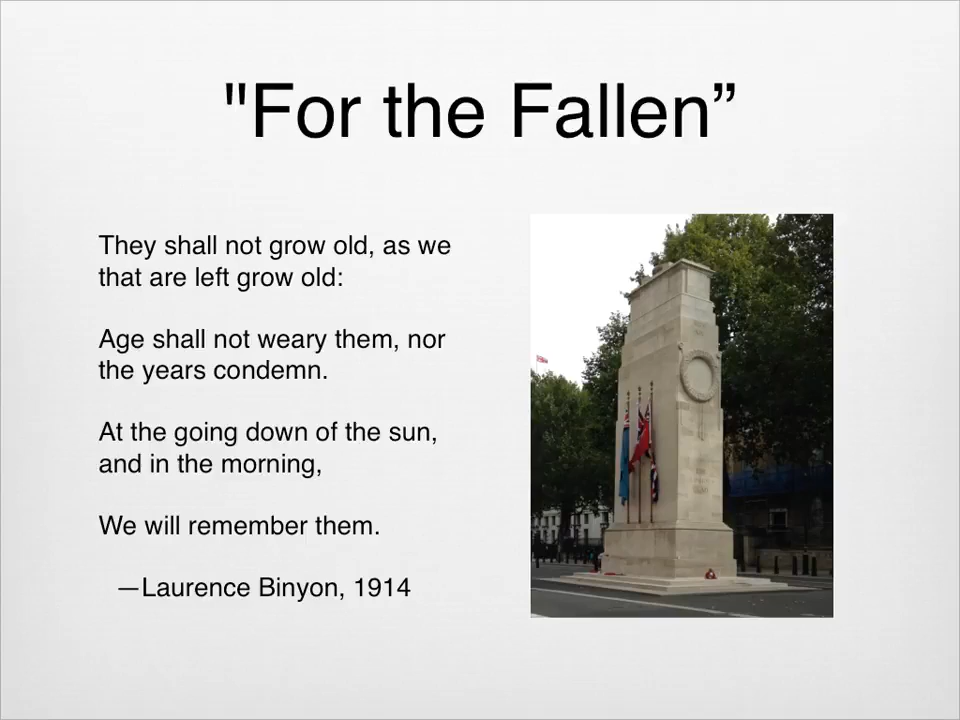 "For the Fallen”
They shall not grow old, as we
that are left grow old:
Age shall not weary them, nor
the years condemn.
At the going down of the sun,
and in the morning,
We will remember them.
—Laurence Binyon, 1914